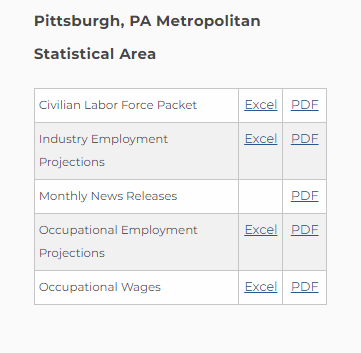 Pittsburgh, PA Metropolitan
Statistical Area
Civilian Labor Force Packet Excel PDF
Industry Employment Excel PDF
Projections
Monthly News Releases PDF
Occupational Employment Excel PDF
Projections
Occupational Wages Excel PDF